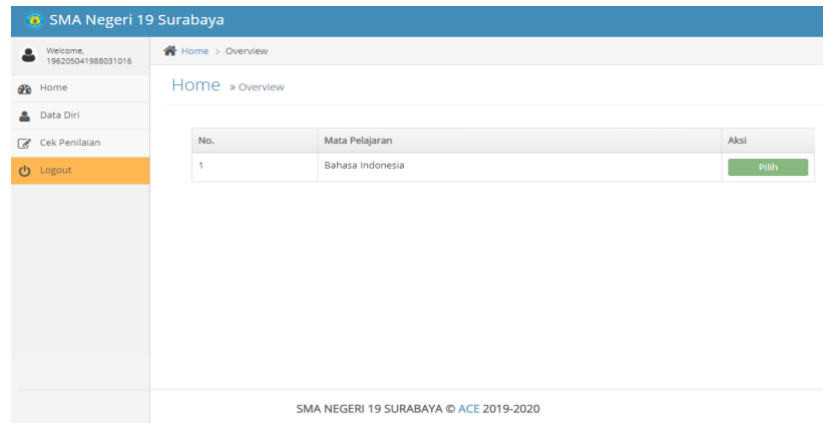 SMA Negeri 19 Surabaya
Welcome,
196205041988031016
Home > Overview
Home
Home » Overview
Data Diri
Cek Penilaian
No. Mata Pelajaran Aksi
Logout
1 Bahasa Indonesia Pilih
SMA NEGERI 19 SURABAYA © ACE 2019-2020